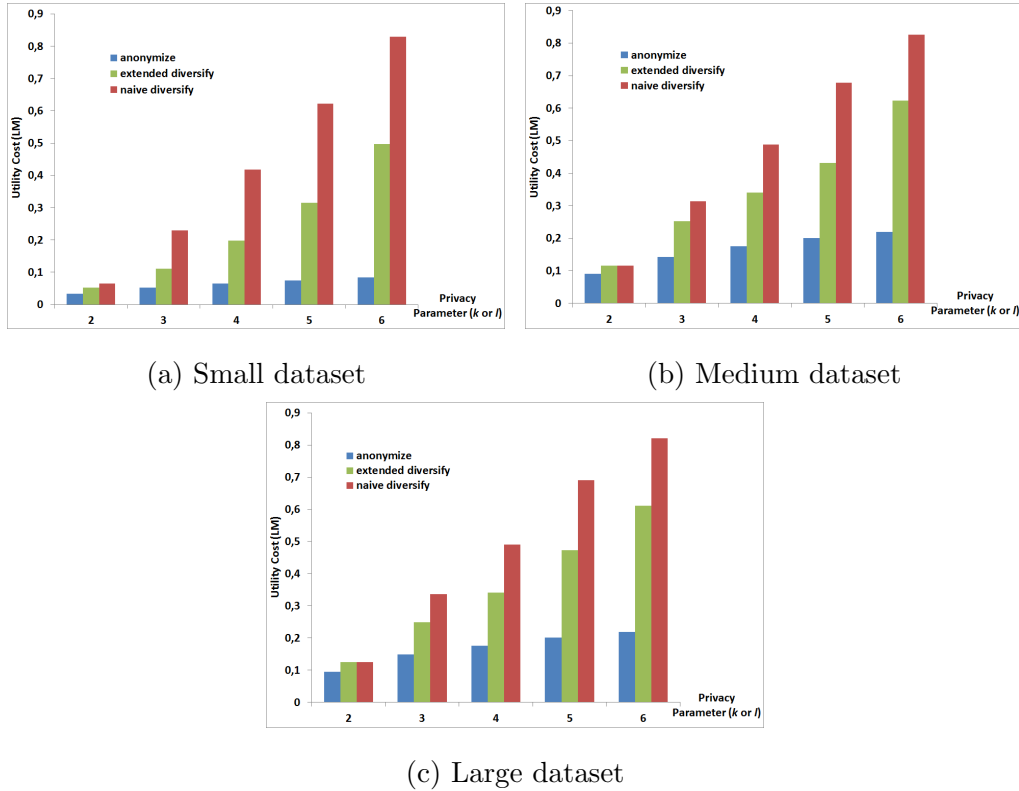 0,9
0,8
0,7
0,6
0,5
0,4
0,3
0,2
0,1
0
Utility Cost (LM)
anonymize
extended diversify
naive diversify
2 3 4 5 6
Privacy
Parameter (k or l)
(a) Small dataset
0,9
0,8
0,7
0,6
0,5
0,4
0,3
0,2
0,1
0
Utility Cost (LM)
anonymize
extended diversify
naive diversify
2 3 4 5 6
Privacy
Parameter (k or l)
(b) Medium dataset
0,9
0,8
0,7
0,6
0,5
0,4
0,3
0,2
0,1
0
Utility Cost (LM)
anonymize
extended diversify
naive diversify
2 3 4 5 6
Privacy
Parameter (k or l)
(c) Large dataset